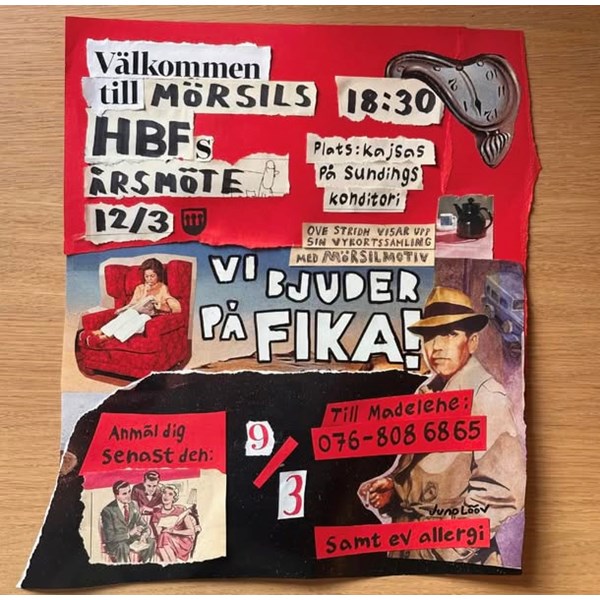 Välkommen
till MÖRSILS
HBFs
ÅRSMÖTE
12/3
18:30
Plats: Kajsas
På Sundings
konditori
OVE STRIDH VISAR UPP
SIN VYKORTSSAMLING
MED MÖRSILMOTIV
VI BJUDER
PÅ FIKA!
Anmäl dig
Senast den:
9/3
Till Madelene:
076-808 68 65
Juno Lööv
Samt ev allergi